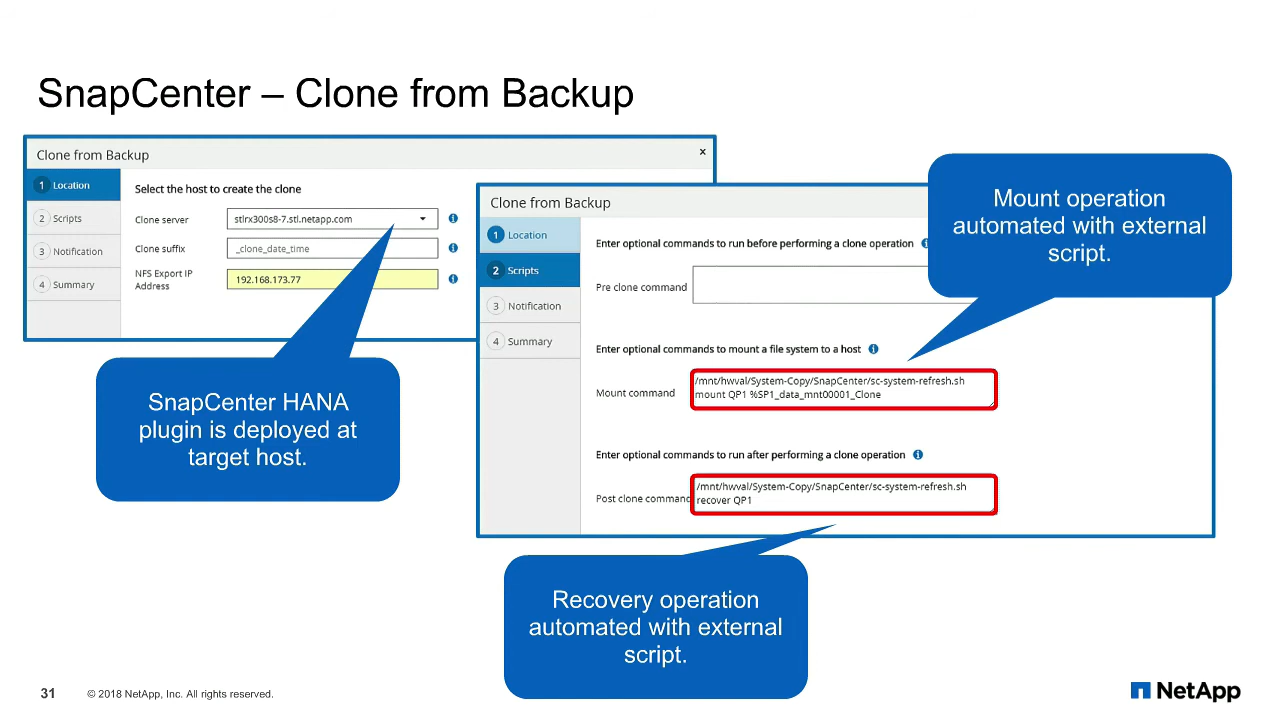 SnapCenter – Clone from Backup
Clone from Backup
x
1 Location
2 Scripts
3 Notification
4 Summary
Select the host to create the clone
Clone server
stlrx300s8-7.stl.netapp.com
Clone suffix
_clone_date_time
NFS Export IP
Address
192.168.173.77
SnapCenter HANA
plugin is deployed at
target host.
Clone from Backup
1 Location
2 Scripts
3 Notification
4 Summary
Enter optional commands to run before performing a clone operation
Pre clone command
Enter optional commands to mount a file system to a host
Mount command
/mnt/hwval/System-Copy/SnapCenter/sc-system-refresh.sh
mount QP1 %SP1_data_mnt00001_Clone
Enter optional commands to run after performing a clone operation
Post clone command
/mnt/hwval/System-Copy/SnapCenter/sc-system-refresh.sh
recover QP1
Mount operation
automated with external
script.
Recovery operation
automated with external
script.
31
© 2018 NetApp, Inc. All rights reserved.
NetApp